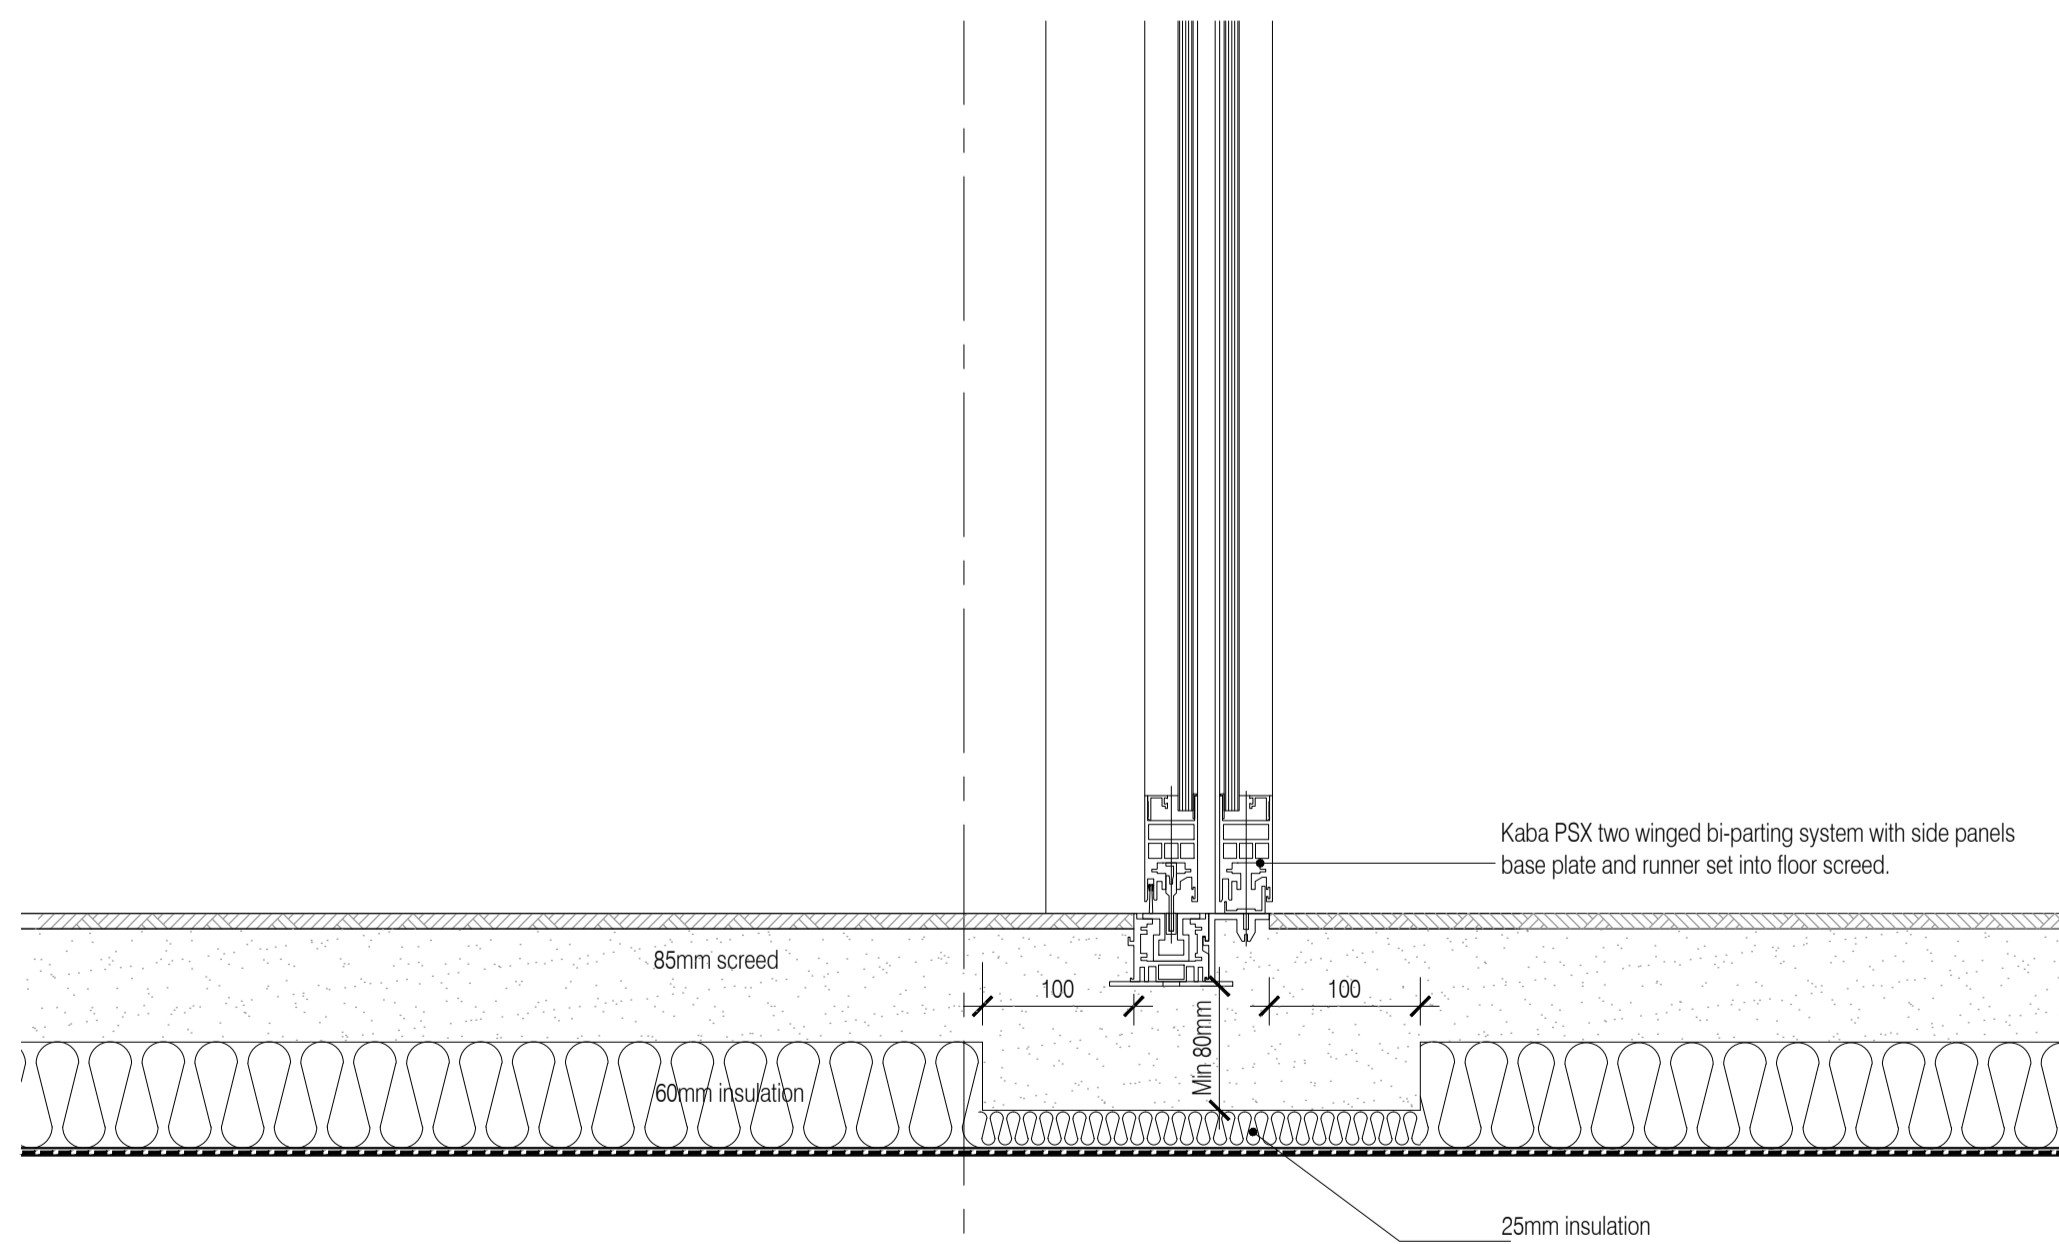 Kaba PSX two winged bi-parting system with side panels
base plate and runner set into floor screed.
85mm screed
100
100
Min 80mm
60mm insulation
25mm insulation